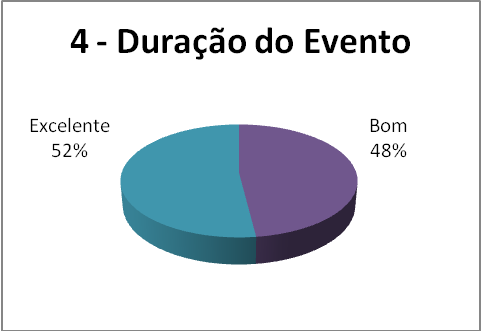 4 - Duração do Evento
Excelente
52%
Bom
48%